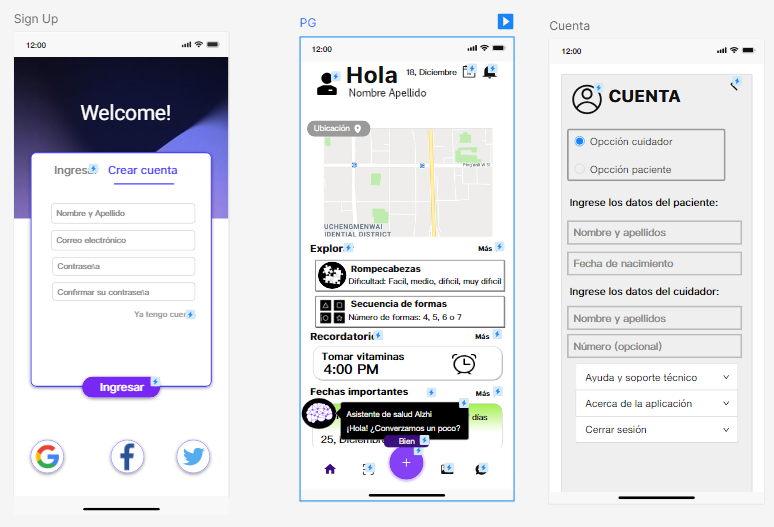 Sign Up
12:00
Welcome!
Ingresar
Crear cuenta
Nombre y Apellido
Correo electrónico
Contraseña
Confirmar su contraseña
Ya tengo cuen
Ingresar
PG
12:00
Hola
18, Diciembre
Nombre Apellido
Ubicación
UCHENGMENWAI
IDENTIAL DISTRICT
Explor
Más
Rompecabezas
Dificultad: Facil, medio, dificil, muy dificil
Secuencia de formas
Número de formas: 4, 5, 6 o 7
Recordatorio
Más
Tomar vitaminas
4:00 PM
Fechas importantes
Más
días
Asistente de salud Alzhi
¡Hola! ¿Conversamos un poco?
25, Diciembre
Bien
Cuenta
12:00
CUENTA
Opcción cuidador
Opcción paciente
Ingrese los datos del paciente:
Nombre y apellidos
Fecha de nacimiento
Ingrese los datos del cuidador:
Nombre y apellidos
Número (opcional)
Ayuda y soporte técnico
Acerca de la aplicación
Cerrar sesión